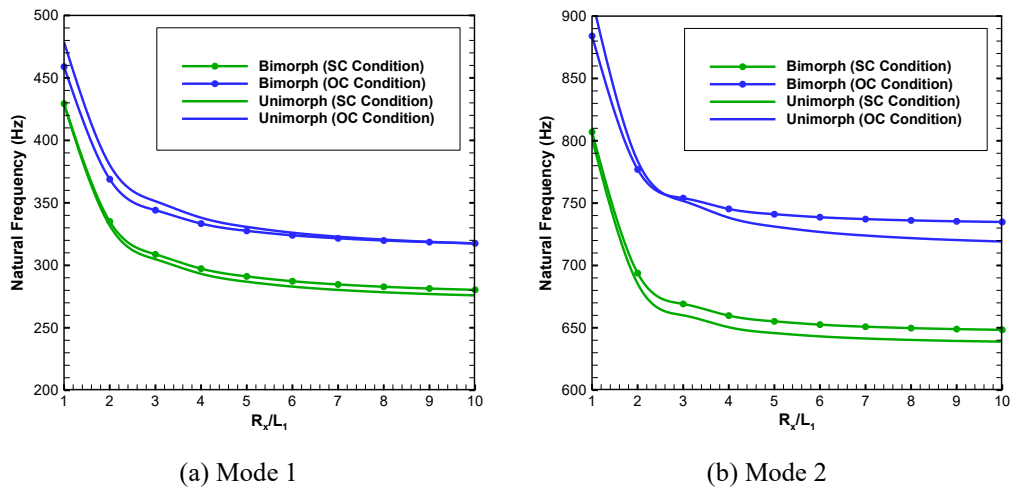 500
450
400
350
300
250
200
Natural Frequency (Hz)
Bimorph (SC Condition)
Bimorph (OC Condition)
Unimorph (SC Condition)
Unimorph (OC Condition)
1 2 3 4 5 6 7 8 9 10
Rₓ/L₁
(a) Mode 1
900
850
800
750
700
650
600
Natural Frequency (Hz)
Bimorph (SC Condition)
Bimorph (OC Condition)
Unimorph (SC Condition)
Unimorph (OC Condition)
1 2 3 4 5 6 7 8 9 10
Rₓ/L₁
(b) Mode 2